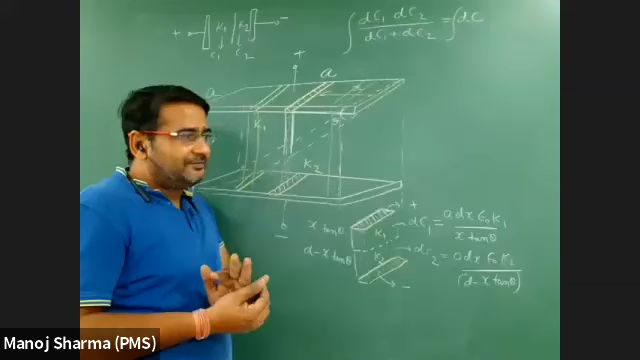 + K₁ K₂ −
C₁ C₂
∫ dC₁ dC₂ / dC₁ + dC₂ = ∫ dC
+
a
a
x
K₁
K₂
−
+
x tanθ
K₁
dC₁ = a dx ε₀ K₁ / x tanθ
d - x tanθ
K₂
dC₂ = a dx ε₀ K₂ / (d - x tanθ)
−
Manoj Sharma (PMS)